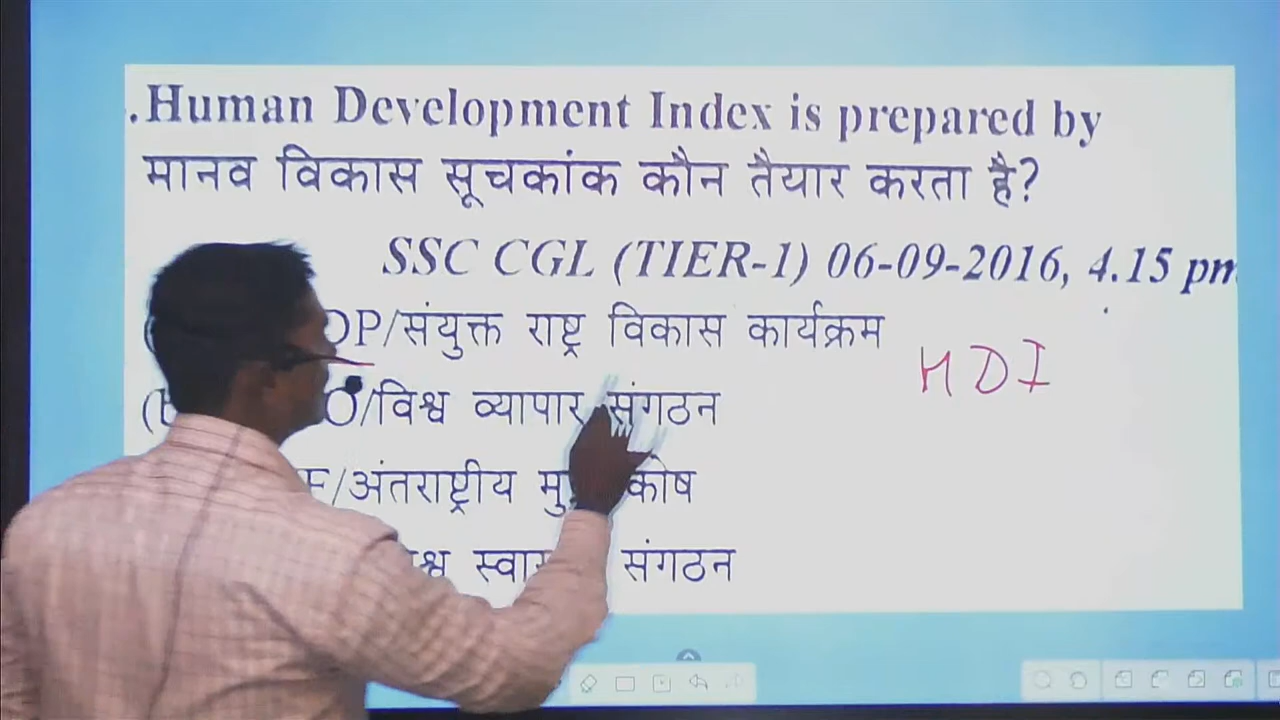 .Human Development Index is prepared by
मानव विकास सूचकांक कौन तैयार करता है?
SSC CGL (TIER-1) 06-09-2016, 4.15 pm
DP/संयुक्त राष्ट्र विकास कार्यक्रम
HDI
O/विश्व व्यापार संगठन
F/अंतराष्ट्रीय कोष
संगठन